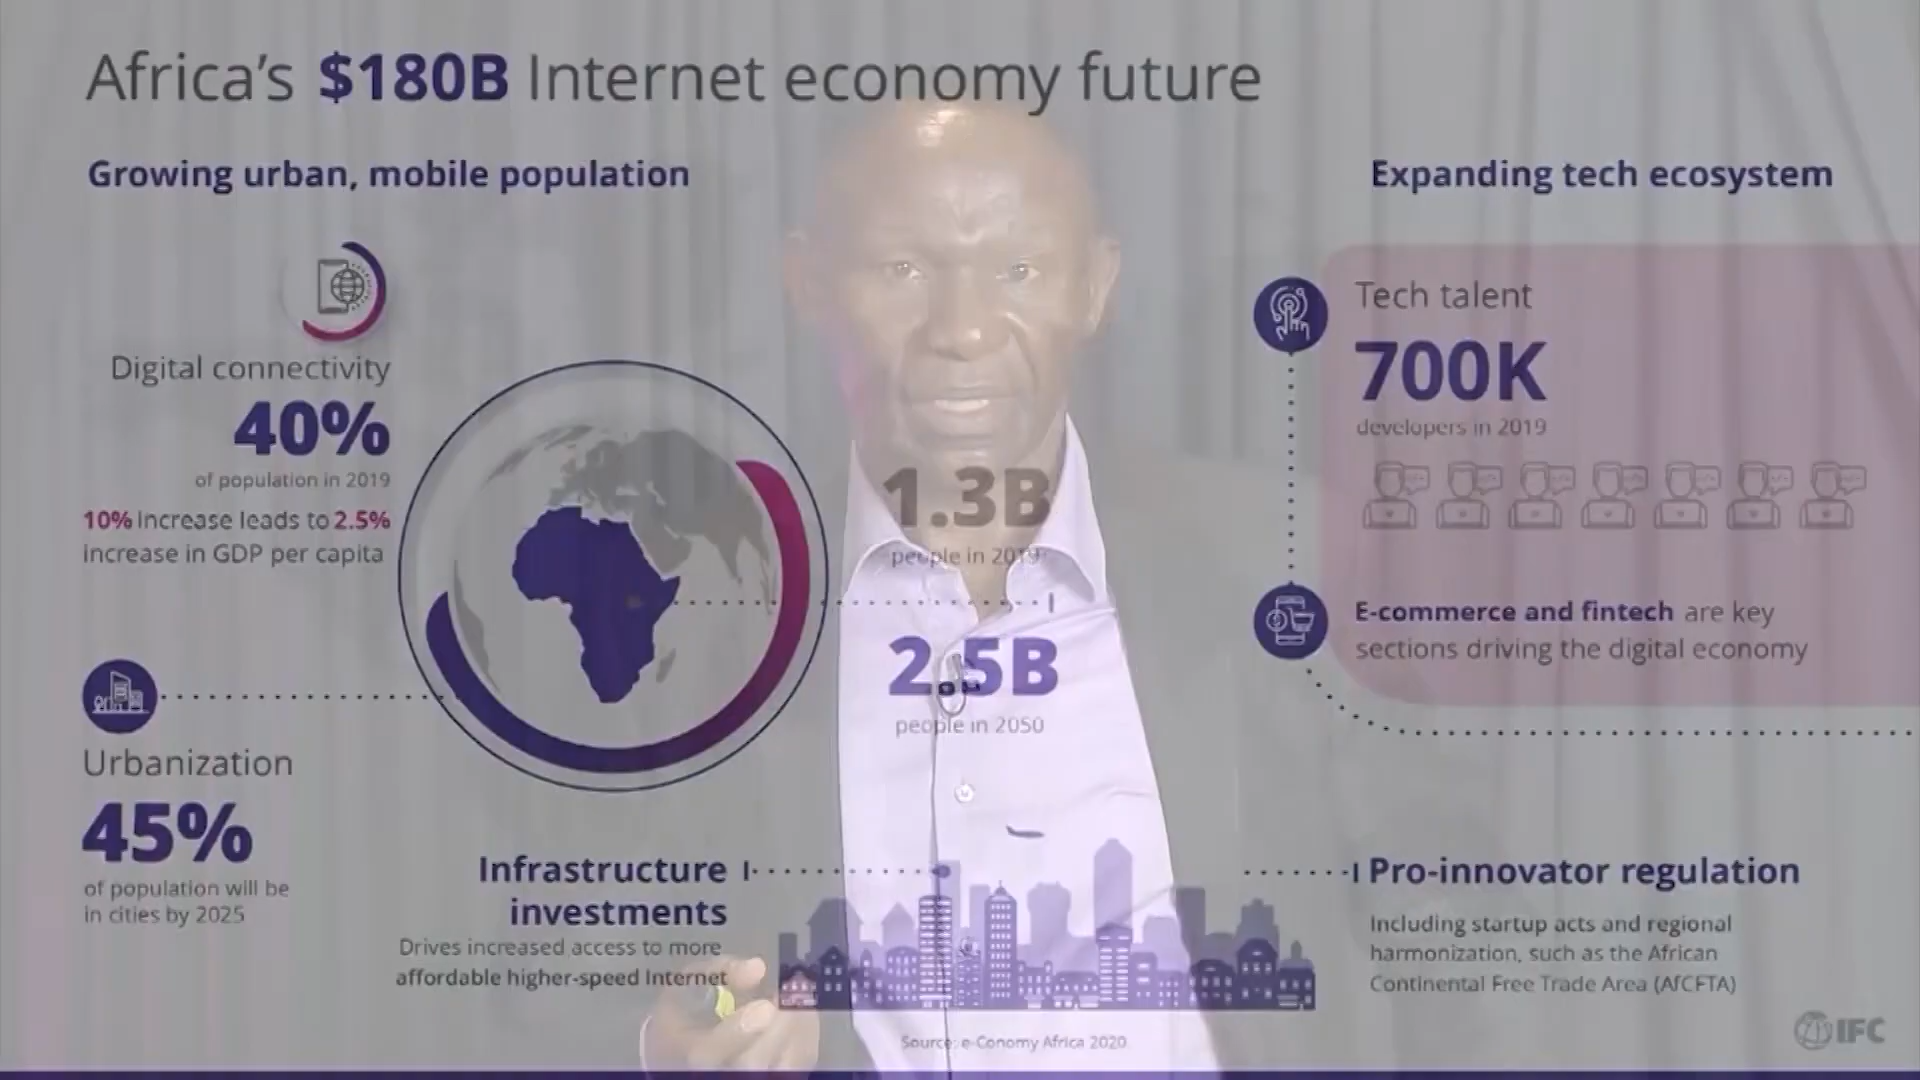 Africa's $180B Internet economy future
Growing urban, mobile population
Digital connectivity
40%
of population in 2019
10% increase leads to 2.5%
increase in GDP per capita
Urbanization
45%
of population will be
in cities by 2025
1.3B
people in 2019
2.5B
people in 2050
Infrastructure
investments
Drives increased access to more
affordable higher-speed Internet
Expanding tech ecosystem
Tech talent
700K
developers in 2019
E-commerce and fintech are key
sections driving the digital economy
Pro-innovator regulation
Including startup acts and regional
harmonization, such as the African
Continental Free Trade Area (AfCFTA)
Source: e-Conomy Africa 2020
IFC